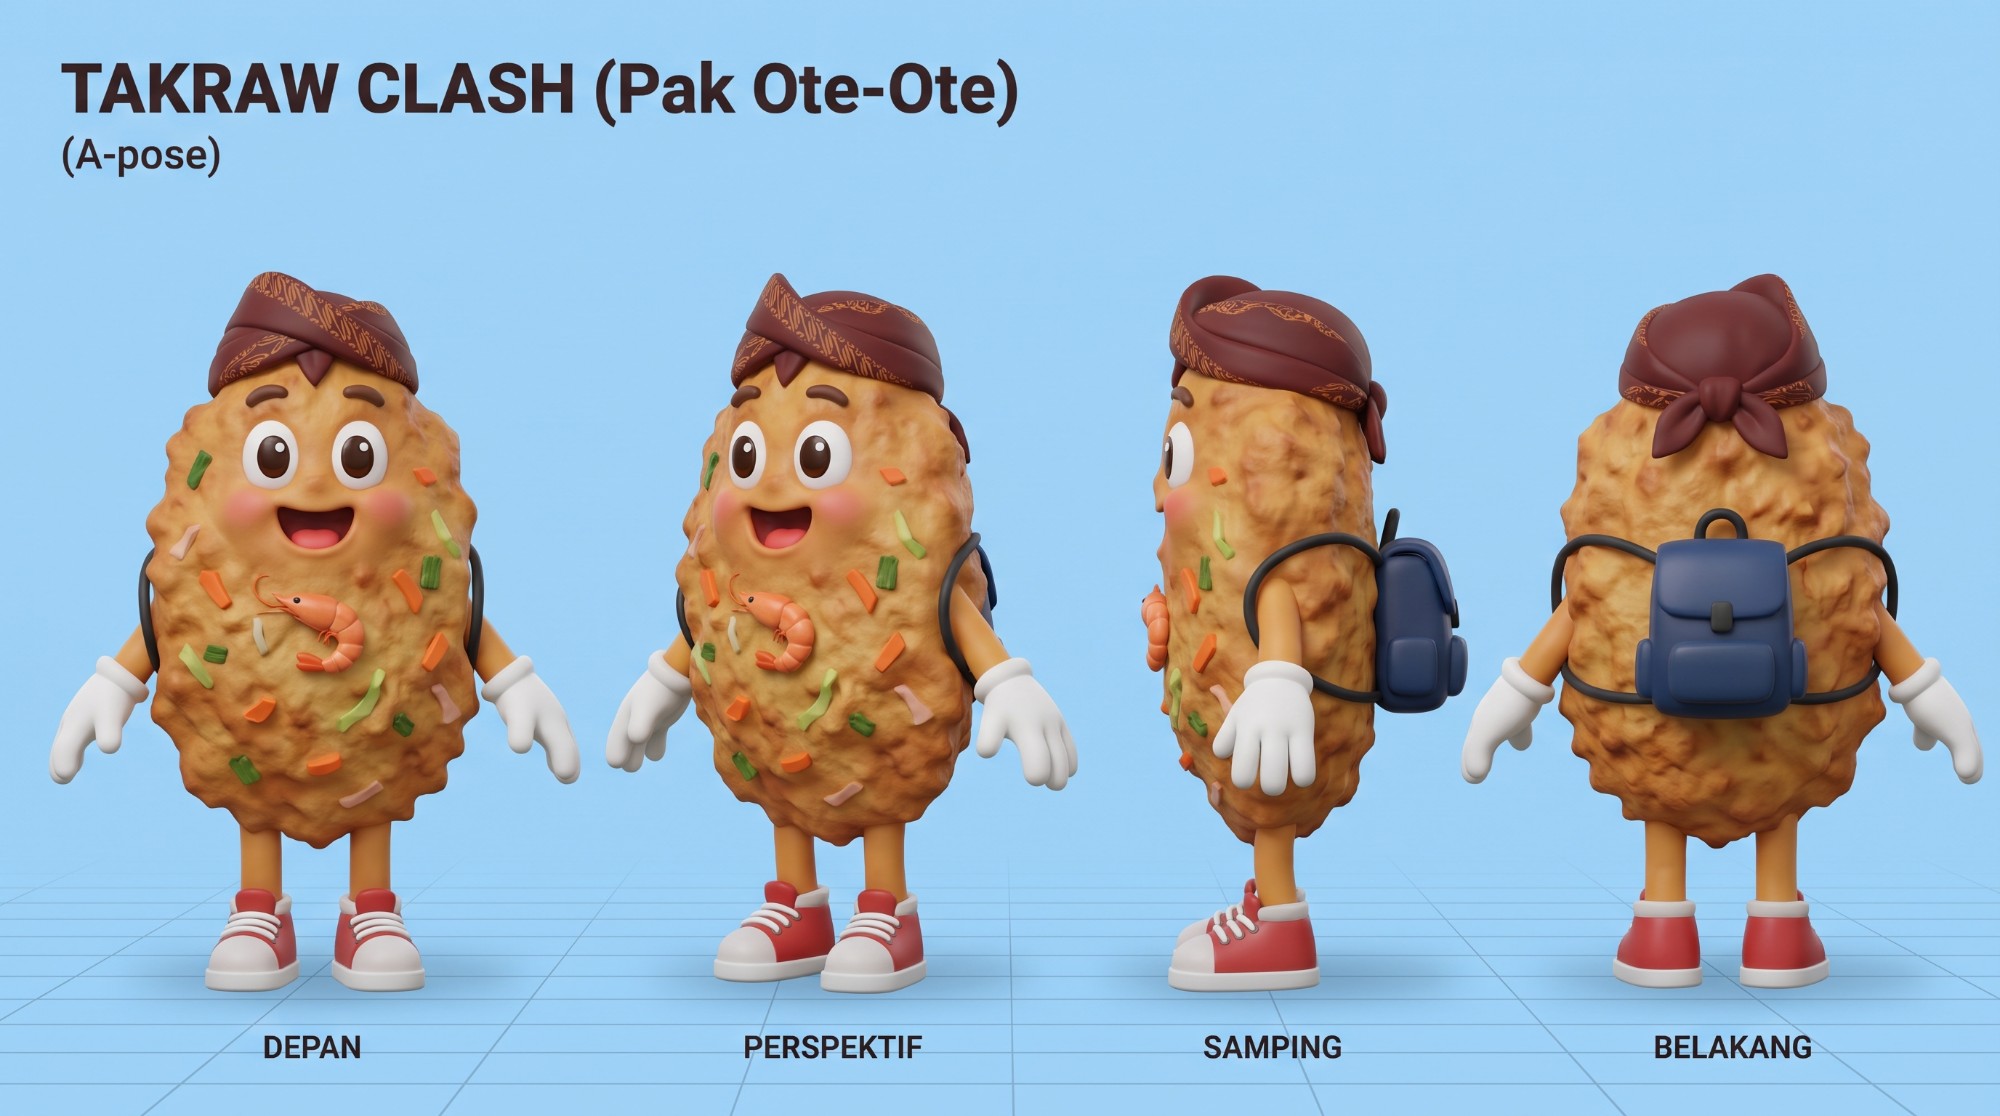 TAKRAW CLASH (Pak Ote-Ote)
(A-pose)
DEPAN
PERSPEKTIF
SAMPING
BELAKANG